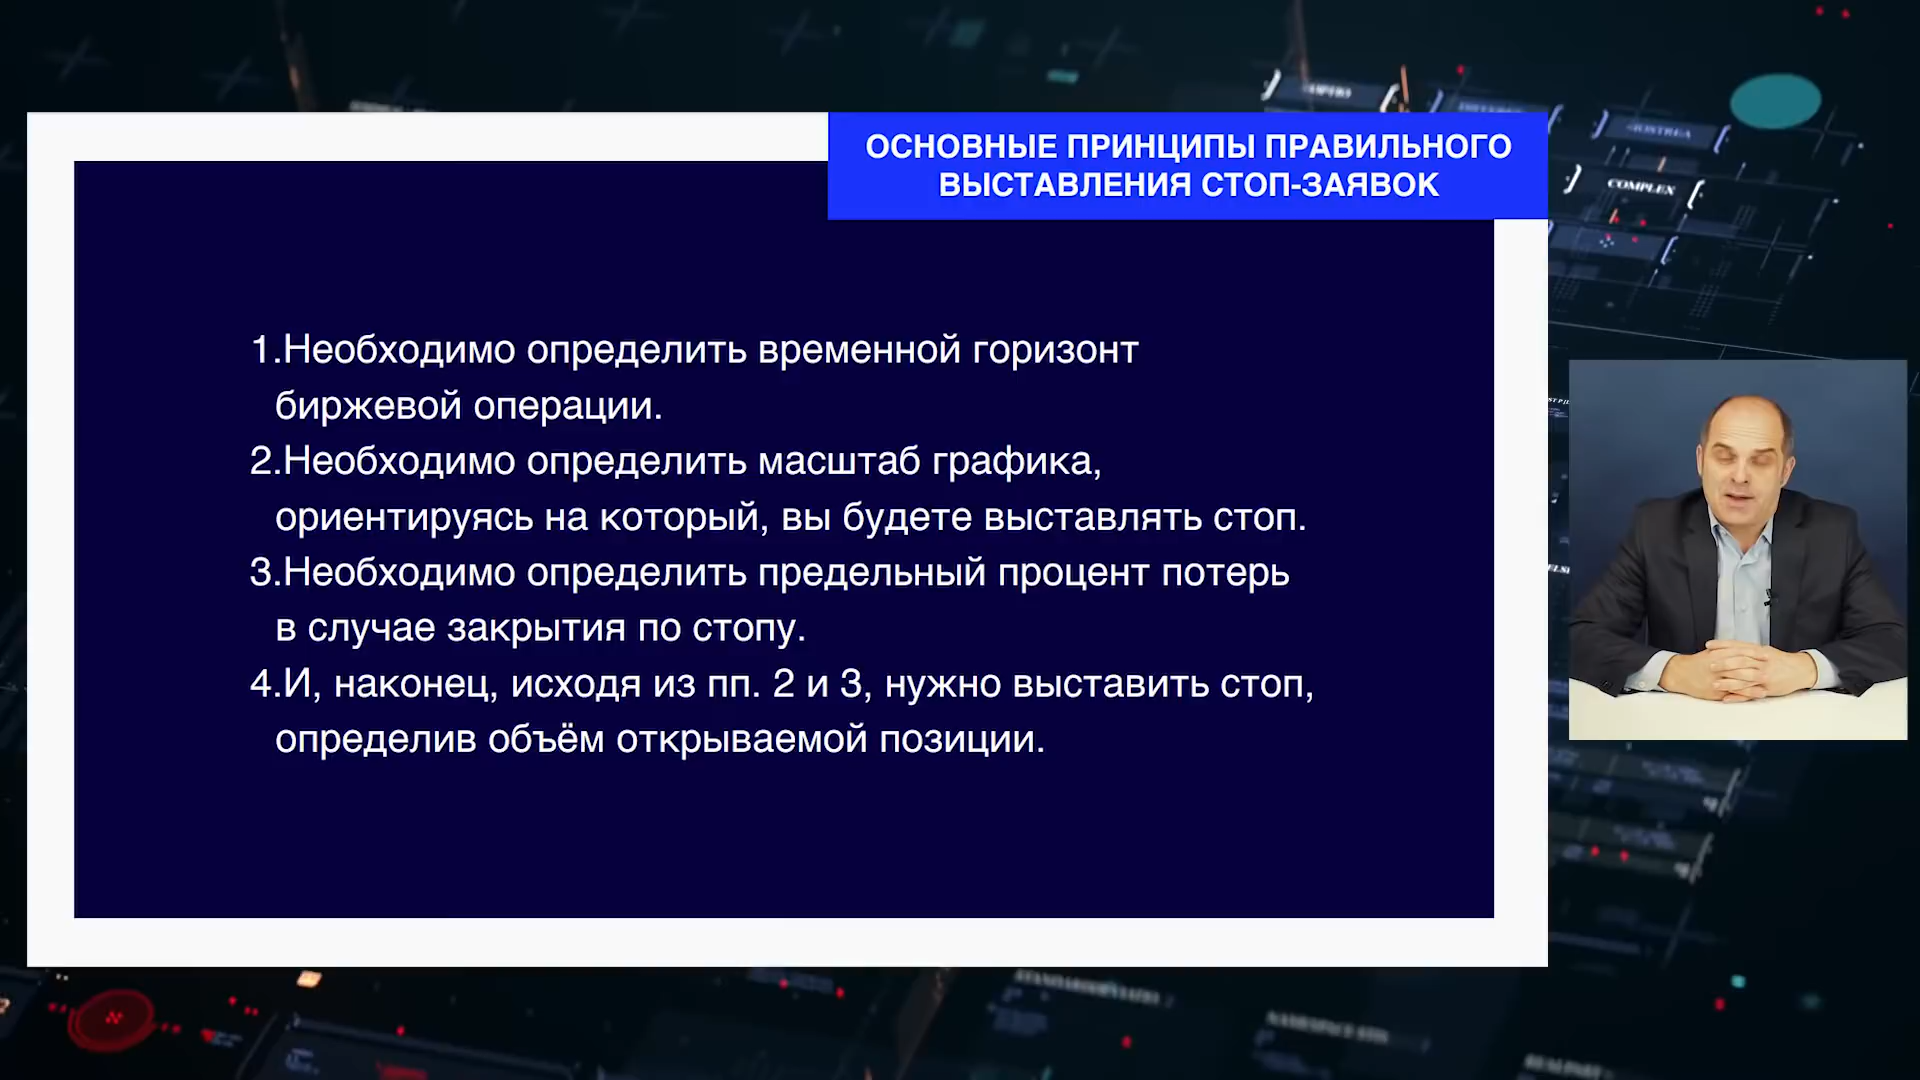 ОСНОВНЫЕ ПРИНЦИПЫ ПРАВИЛЬНОГО
ВЫСТАВЛЕНИЯ СТОП-ЗАЯВОК
COMPLEX
1.Необходимо определить временной горизонт
биржевой операции.
2.Необходимо определить масштаб графика,
ориентируясь на который, вы будете выставлять стоп.
3.Необходимо определить предельный процент потерь
в случае закрытия по стопу.
4.И, наконец, исходя из пп. 2 и 3, нужно выставить стоп,
определив объём открываемой позиции.